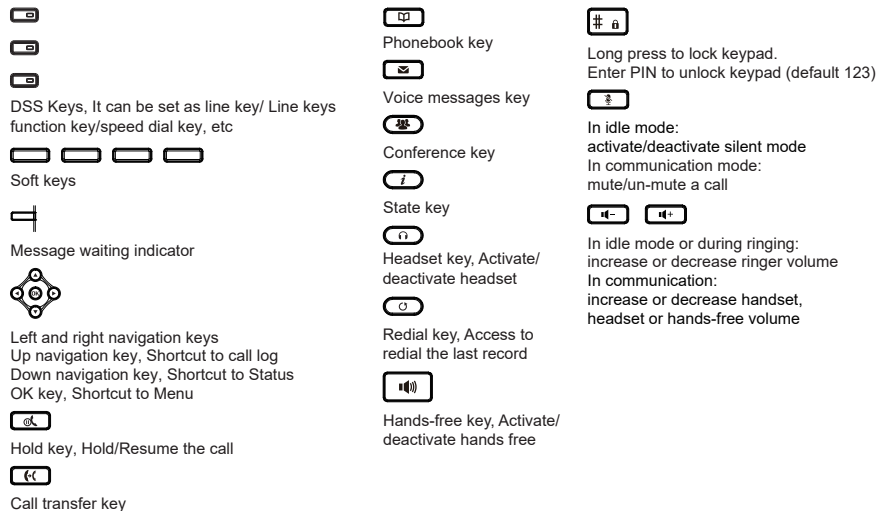 DSS Keys, It can be set as line key/ Line keys
function key/speed dial key, etc
Soft keys
Message waiting indicator
OK
Left and right navigation keys
Up navigation key, Shortcut to call log
Down navigation key, Shortcut to Status
OK key, Shortcut to Menu
Hold key, Hold/Resume the call
Call transfer key
Phonebook key
Voice messages key
Conference key
i
State key
Headset key, Activate/
deactivate headset
Redial key, Access to
redial the last record
Hands-free key, Activate/
deactivate hands free
#
Long press to lock keypad.
Enter PIN to unlock keypad (default 123)
In idle mode:
activate/deactivate silent mode
In communication mode:
mute/un-mute a call
- +
In idle mode or during ringing:
increase or decrease ringer volume
In communication:
increase or decrease handset,
headset or hands-free volume